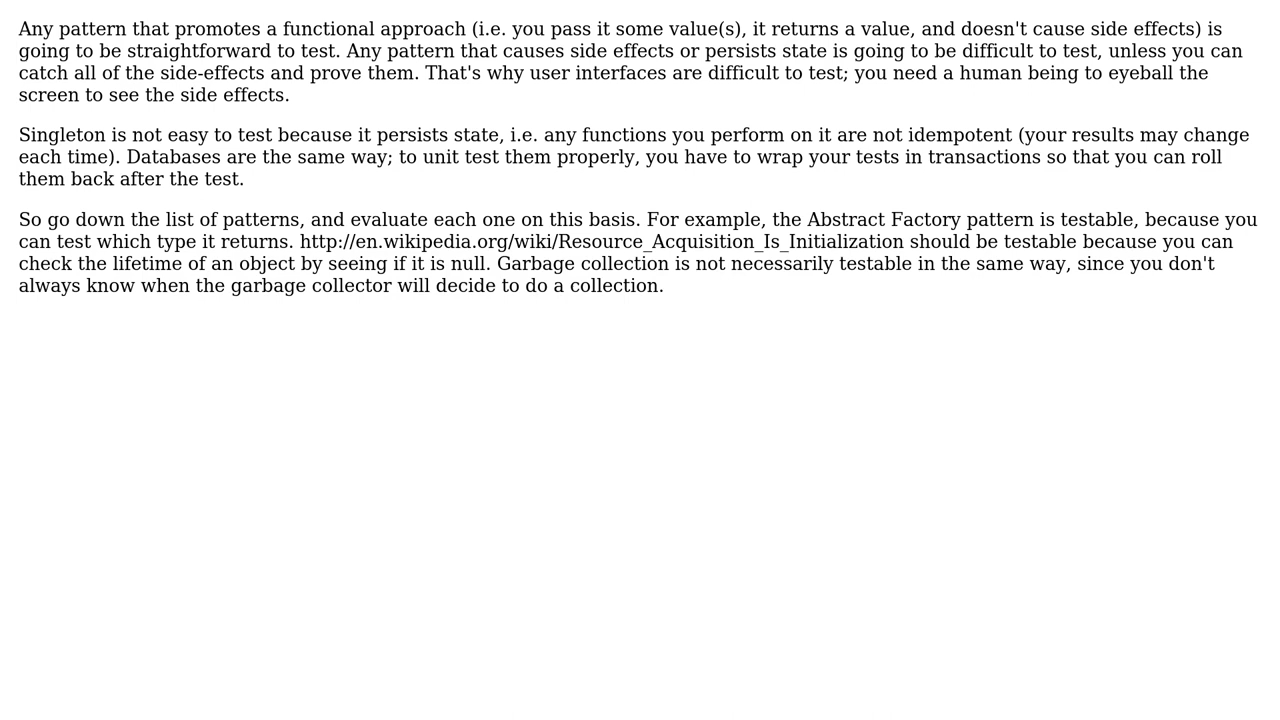 Any pattern that promotes a functional approach (i.e. you pass it some value(s), it returns a value, and doesn't cause side effects) is
going to be straightforward to test. Any pattern that causes side effects or persists state is going to be difficult to test, unless you can
catch all of the side-effects and prove them. That's why user interfaces are difficult to test; you need a human being to eyeball the
screen to see the side effects.
Singleton is not easy to test because it persists state, i.e. any functions you perform on it are not idempotent (your results may change
each time). Databases are the same way; to unit test them properly, you have to wrap your tests in transactions so that you can roll
them back after the test.
So go down the list of patterns, and evaluate each one on this basis. For example, the Abstract Factory pattern is testable, because you
can test which type it returns. http://en.wikipedia.org/wiki/Resource_Acquisition_Is_Initialization should be testable because you can
check the lifetime of an object by seeing if it is null. Garbage collection is not necessarily testable in the same way, since you don't
always know when the garbage collector will decide to do a collection.